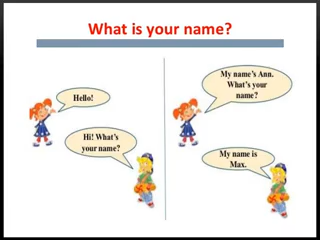 What is your name?
Hello!
Hi! What's
your name?
My name's Ann.
What's your
name?
My name is
Max.